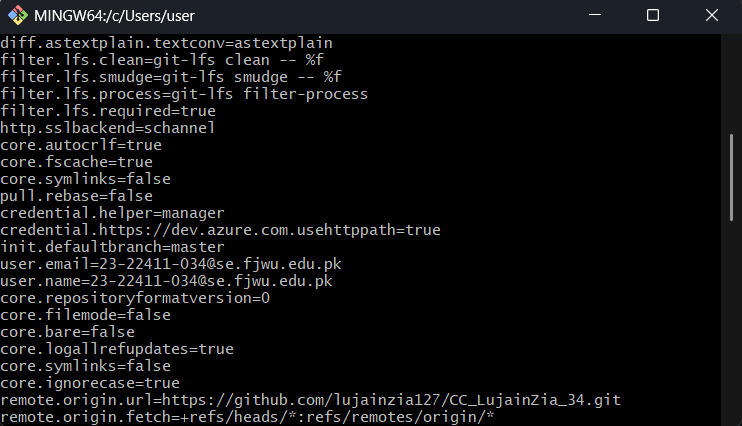 MINGW64:/c/Users/user
diff.astextplain.textconv=astextplain
filter.lfs.clean=git-lfs clean -- %f
filter.lfs.smudge=git-lfs smudge -- %f
filter.lfs.process=git-lfs filter-process
filter.lfs.required=true
http.sslbackend=schannel
core.autocrlf=true
core.fscache=true
core.symlinks=false
pull.rebase=false
credential.helper=manager
credential.https://dev.azure.com.usehttppath=true
init.defaultbranch=master
user.email=23-22411-034@se.fjwu.edu.pk
user.name=23-22411-034@se.fjwu.edu.pk
core.repositoryformatversion=0
core.filemode=false
core.bare=false
core.logallrefupdates=true
core.symlinks=false
core.ignorecase=true
remote.origin.url=https://github.com/lujainzia127/CC_LujainZia_34.git
remote.origin.fetch=+refs/heads/*:refs/remotes/origin/*